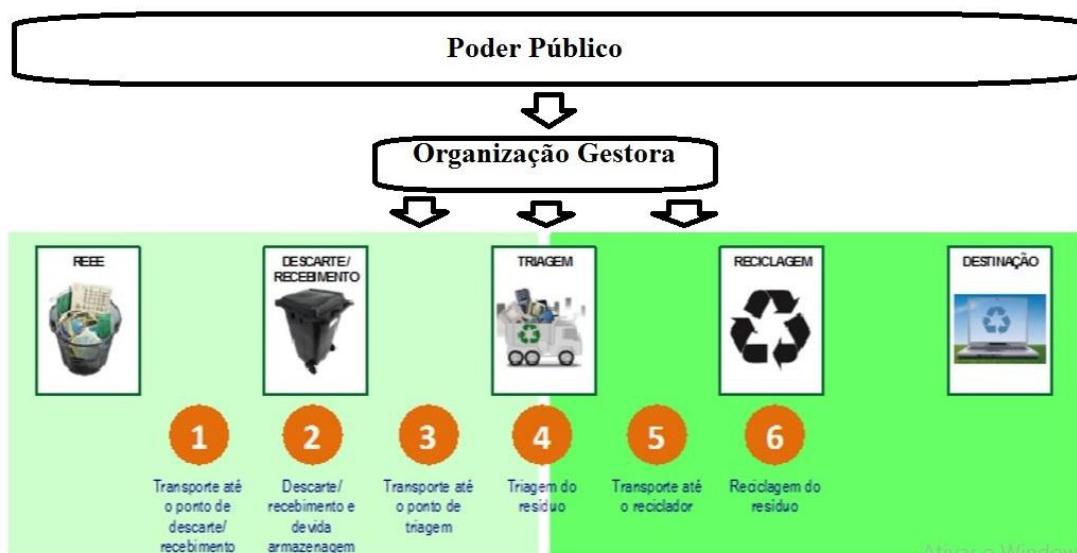 Poder Público
Organização Gestora
REEE
DESCARTE/
RECEBIMENTO
TRIAGEM
RECICLAGEM
DESTINAÇÃO
1
2
3
4
5
6
Transporte até
o ponto de
descarte/
recebimento
Descarte/
recebimento e
devida
armazenagem
Transporte até
o ponto de
triagem
Triagem do
resíduo
Transporte até
o reciclador
Reciclagem do
resíduo
Ativar o Windows